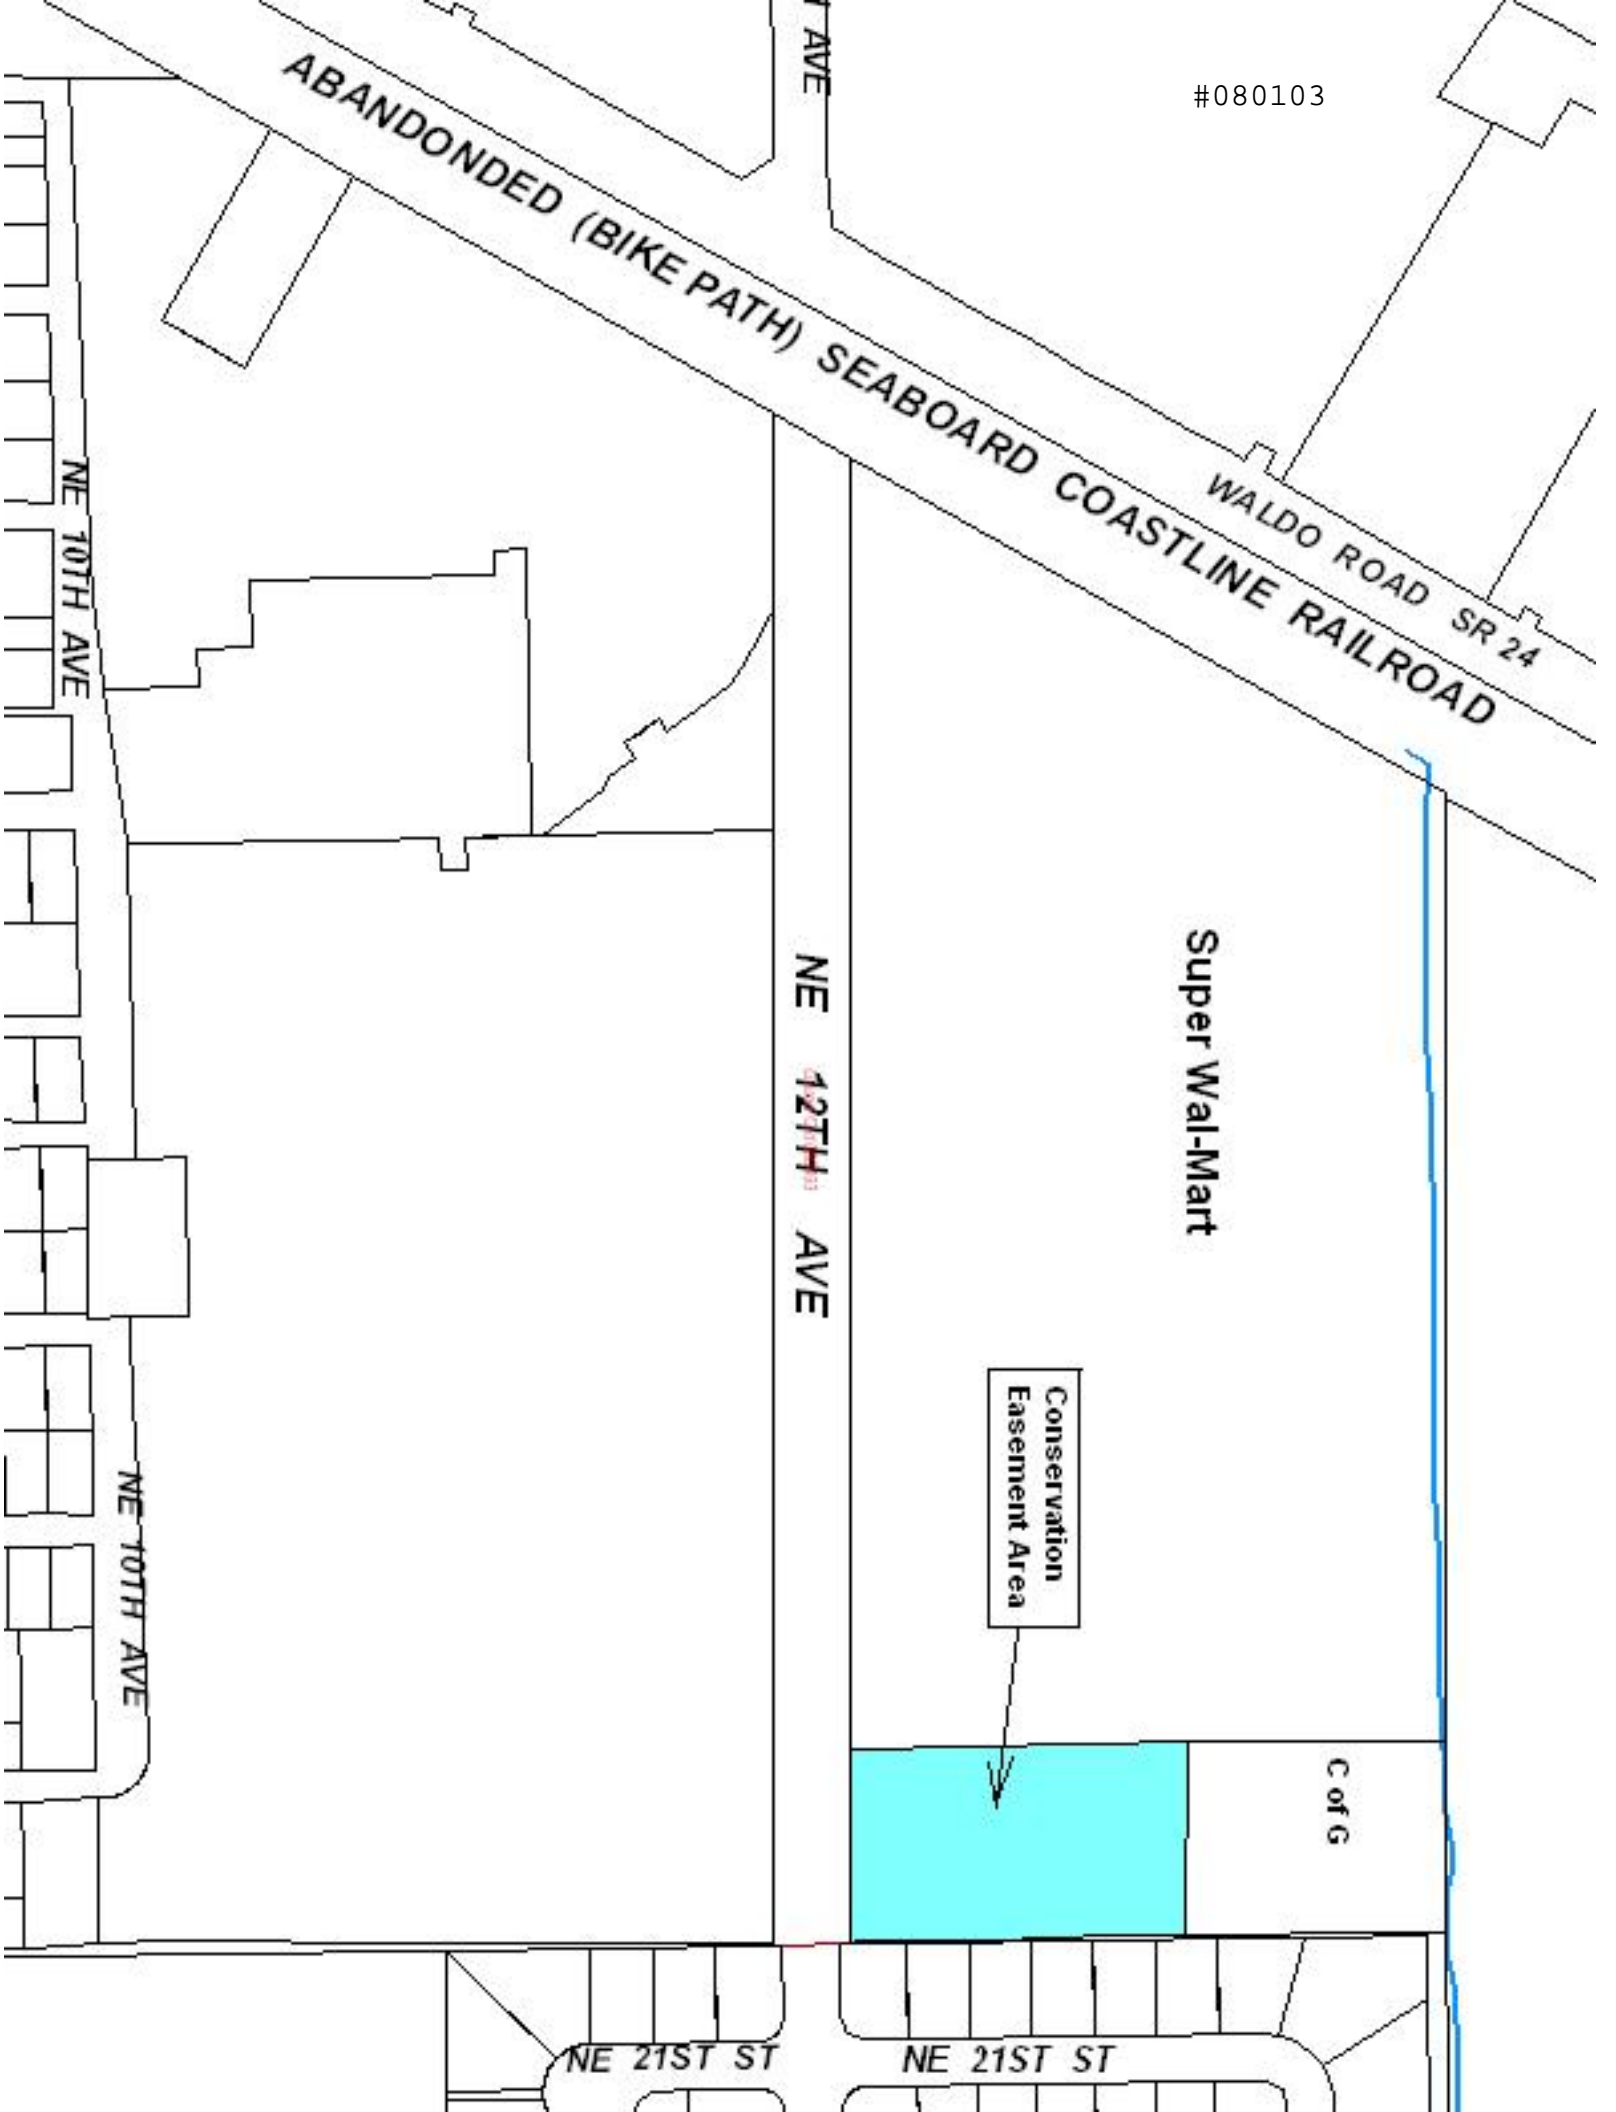 T AVE
#080103
ABANDONDED (BIKE PATH) SEABOARD COASTLINE RAILROAD
WALDO ROAD SR 24
NE 10TH AVE
NE 12TH AVE
Super Wal-Mart
Conservation
Easement Area
NE 10TH AVE
C of G
NE 21ST ST
NE 21ST ST